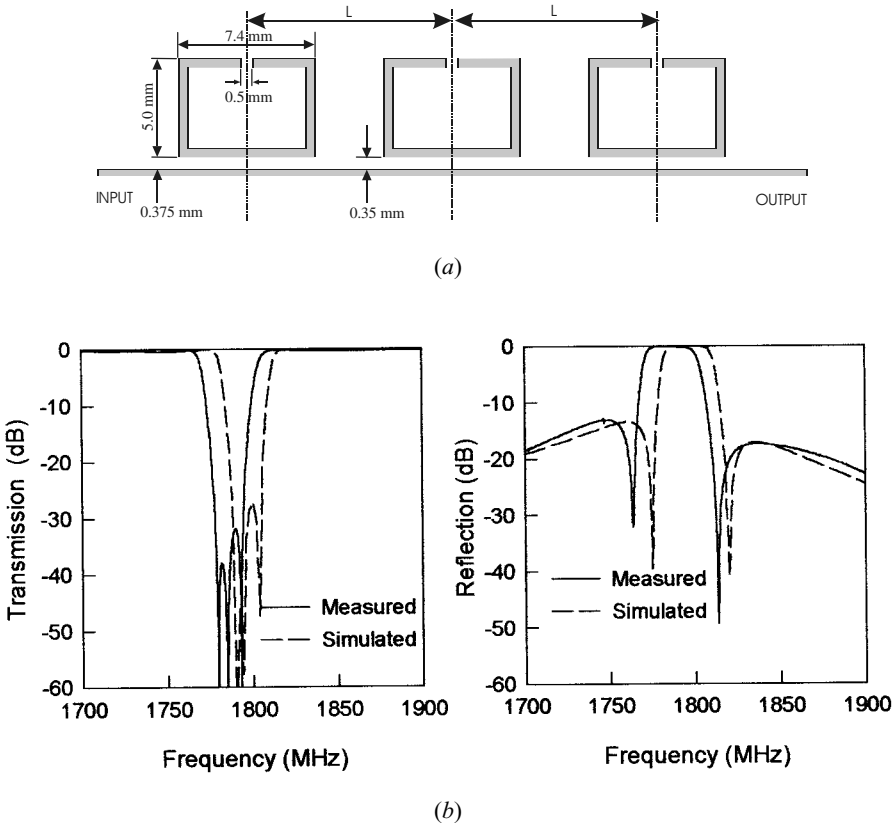 L L
7.4 mm
5.0 mm
0.5 mm
INPUT
0.375 mm
0.35 mm
OUTPUT
(a)
0
-10
-20
-30
-40
-50
-60
Transmission (dB)
Measured
Simulated
1700 1750 1800 1850 1900
Frequency (MHz)
0
-10
-20
-30
-40
-50
-60
Reflection (dB)
Measured
Simulated
1700 1750 1800 1850 1900
Frequency (MHz)
(b)